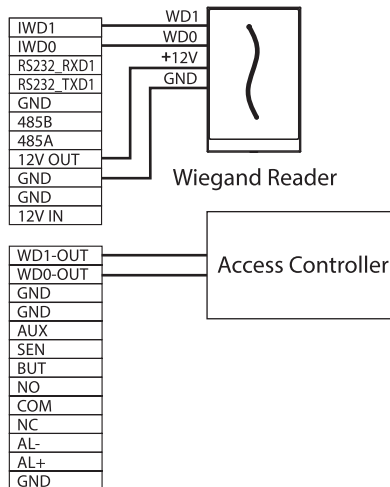 IWD1
IWD0
RS232_RXD1
RS232_TXD1
GND
485B
485A
12V OUT
GND
GND
12V IN
WD1
WD0
+12V
GND
Wiegand Reader
WD1-OUT
WD0-OUT
GND
GND
AUX
SEN
BUT
NO
COM
NC
AL-
AL+
GND
Access Controller